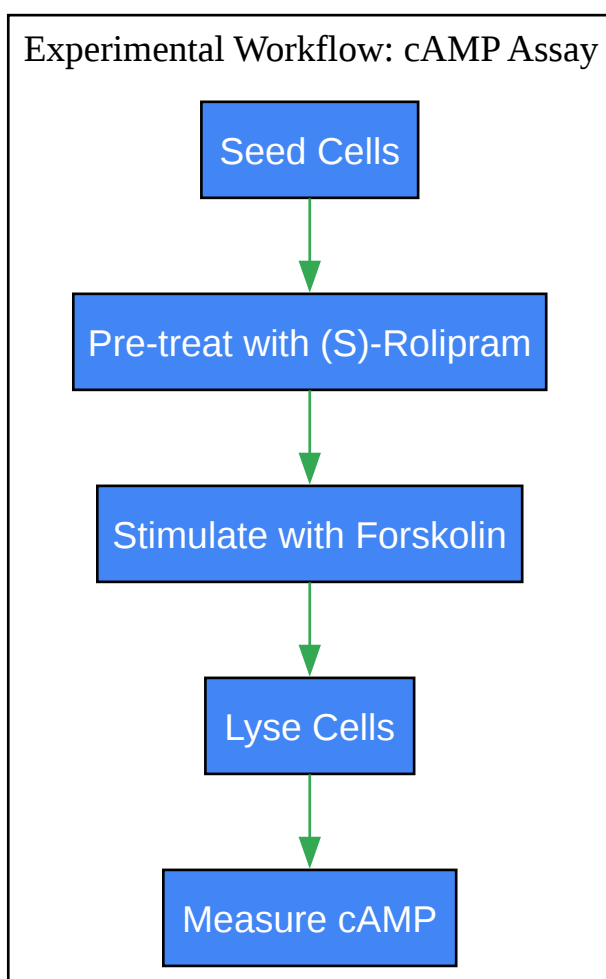 Experimental Workflow: cAMP Assay
Seed Cells
Pre-treat with (S)-Rolipram
Stimulate with Forskolin
Lyse Cells
Measure cAMP